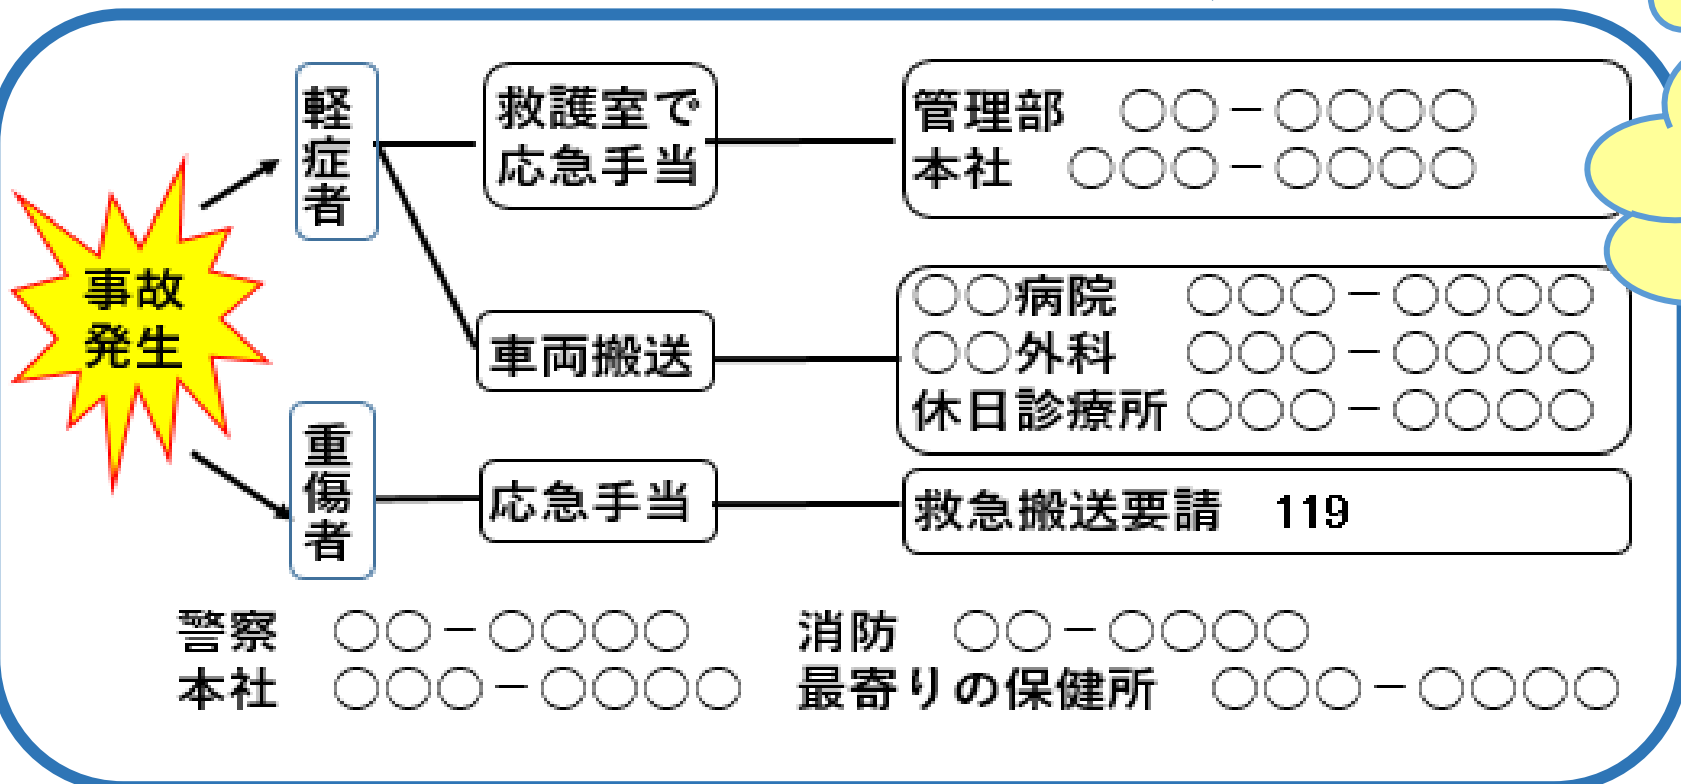 事故
発生
軽症者
救護室で
応急手当
管理部　○○－○○○○
本社　○○○－○○○○
車両搬送
○○病院　○○○－○○○○
○○外科　○○○－○○○○
休日診療所 ○○○－○○○○
重傷者
応急手当
救急搬送要請　119
警察　○○－○○○○　　消防　○○－○○○○
本社　○○○－○○○○　最寄りの保健所　○○○－○○○○